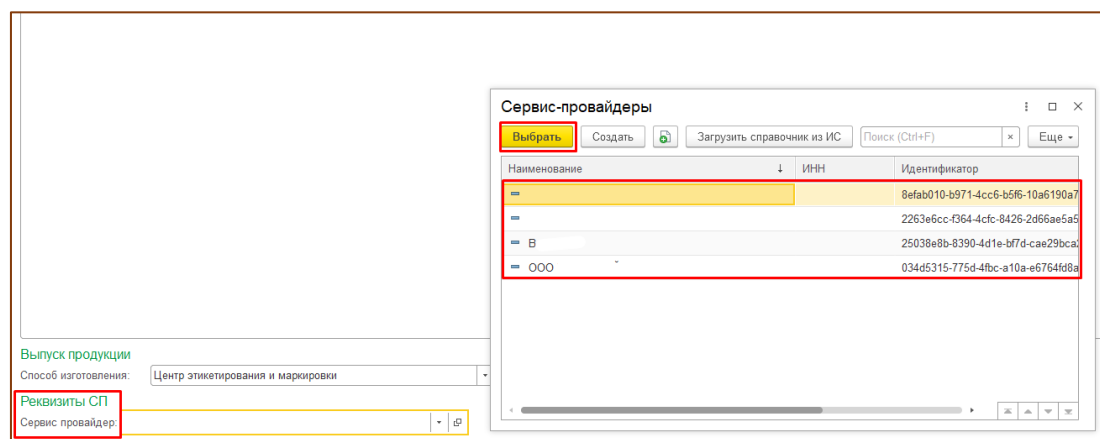 Сервис-провайдеры
Выбрать Создать Загрузить справочник из ИС Поиск (Ctrl+F) × Еще
Наименование ↓ ИНН Идентификатор
8efab010-b971-4cc6-b5f6-10a6190a7
2263e6cc-f364-4cfc-8426-2d66ae5a5
В 25038e8b-8390-4d1e-bf7d-cae29bca2
ООО 034d5315-775d-4fbc-a10a-e6764fd8a
Выпуск продукции
Способ изготовления: Центр этикетирования и маркировки
Реквизиты СП
Сервис провайдер: